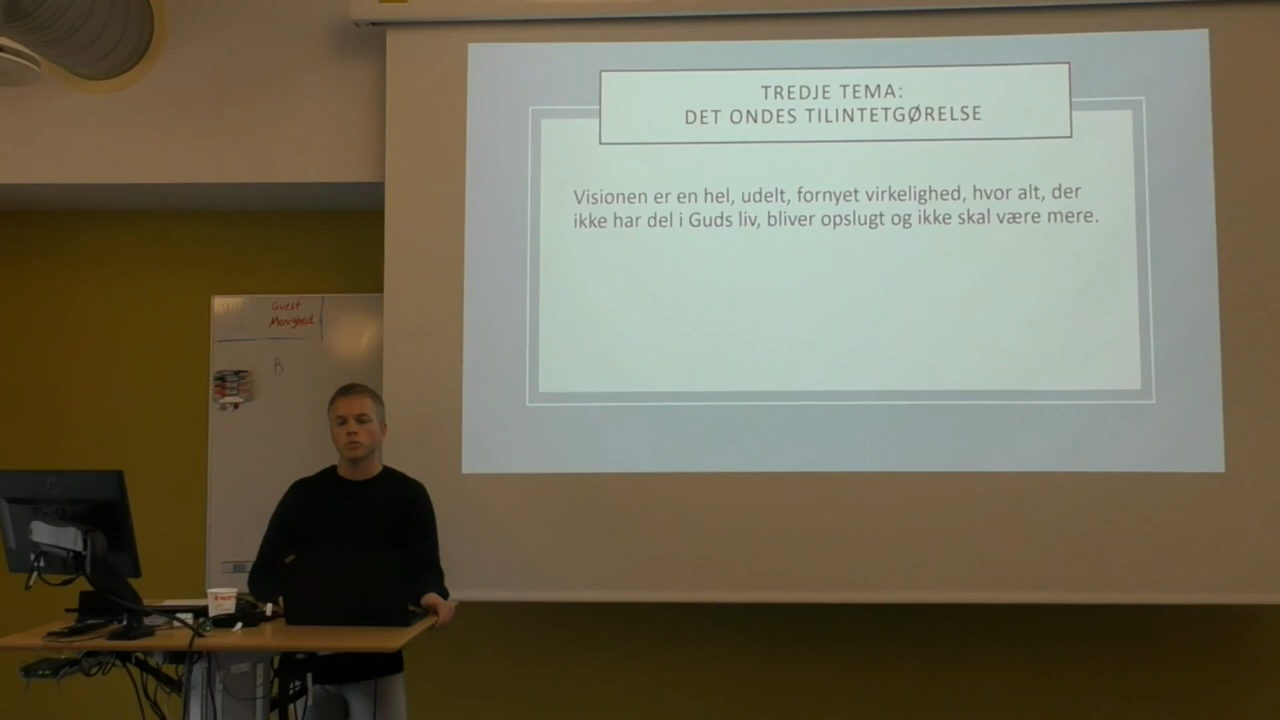 TREDJE TEMA:
DET ONDES TILINTETGØRELSE
Visionen er en hel, udelt, fornyet virkelighed, hvor alt, der
ikke har del i Guds liv, bliver opslugt og ikke skal være mere.
Guest
Menighed
B